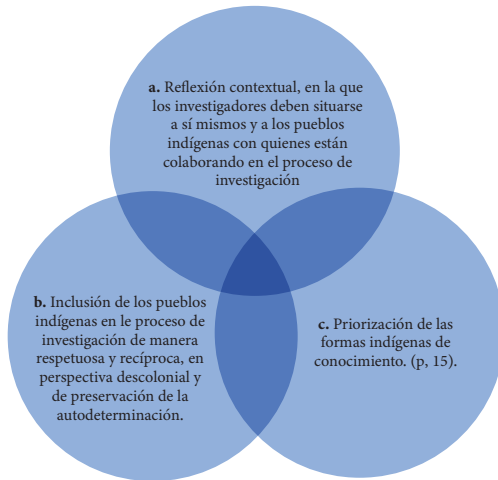 a. Reflexión contextual, en la que
los investigadores deben situarse
a sí mismos y a los pueblos
indígenas con quienes están
colaborando en el proceso de
investigación
b. Inclusión de los pueblos
indígenas en le proceso de
investigación de manera
respetuosa y recíproca, en
perspectiva descolonial y
de preservación de la
autodeterminación.
c. Priorización de las
formas indígenas de
conocimiento. (p, 15).